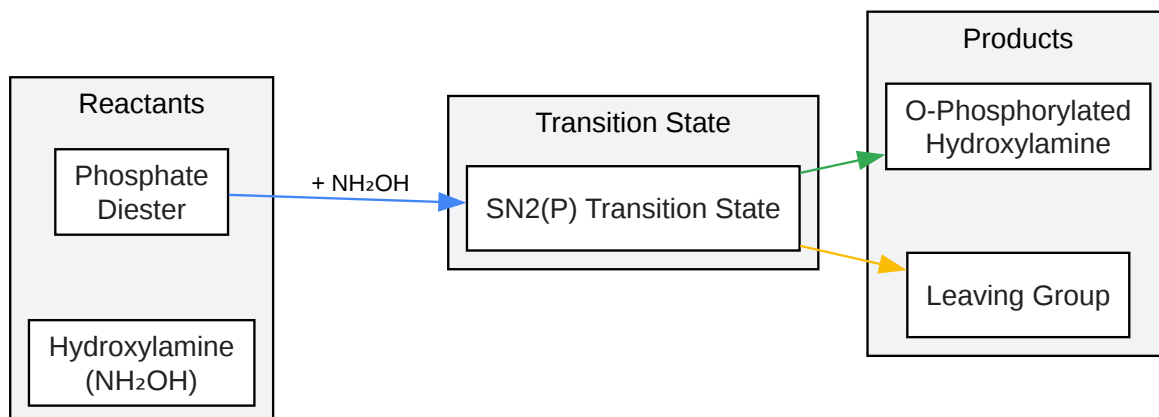 Reactants
Phosphate
Diester
Hydroxylamine
(NH₂OH)
+ NH₂OH
Transition State
SN2(P) Transition State
Products
O-Phosphorylated
Hydroxylamine
Leaving Group